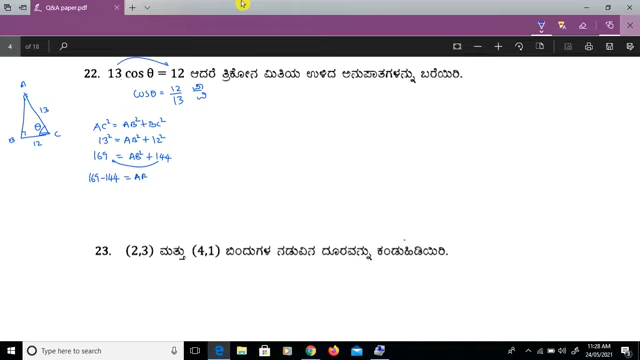 Q&A paper.pdf
4 of 18
22. 13 cos θ = 12 ಆದರೆ ತ್ರಿಕೋನ ಮಿತಿಯ ಉಳಿದ ಅನುಪಾತಗಳನ್ನು ಬರೆಯಿರಿ.
cosθ = 12/13
A
13
θ
B
12
C
AC² = AB² + BC²
13² = AB² + 12²
169 = AB² + 144
169 - 144 = AB
23. (2,3) ಮತ್ತು (4,1) ಬಿಂದುಗಳ ನಡುವಿನ ದೂರವನ್ನು ಕಂಡುಹಿಡಿಯಿರಿ.
Type here to search
11:28 AM
24/05/2021